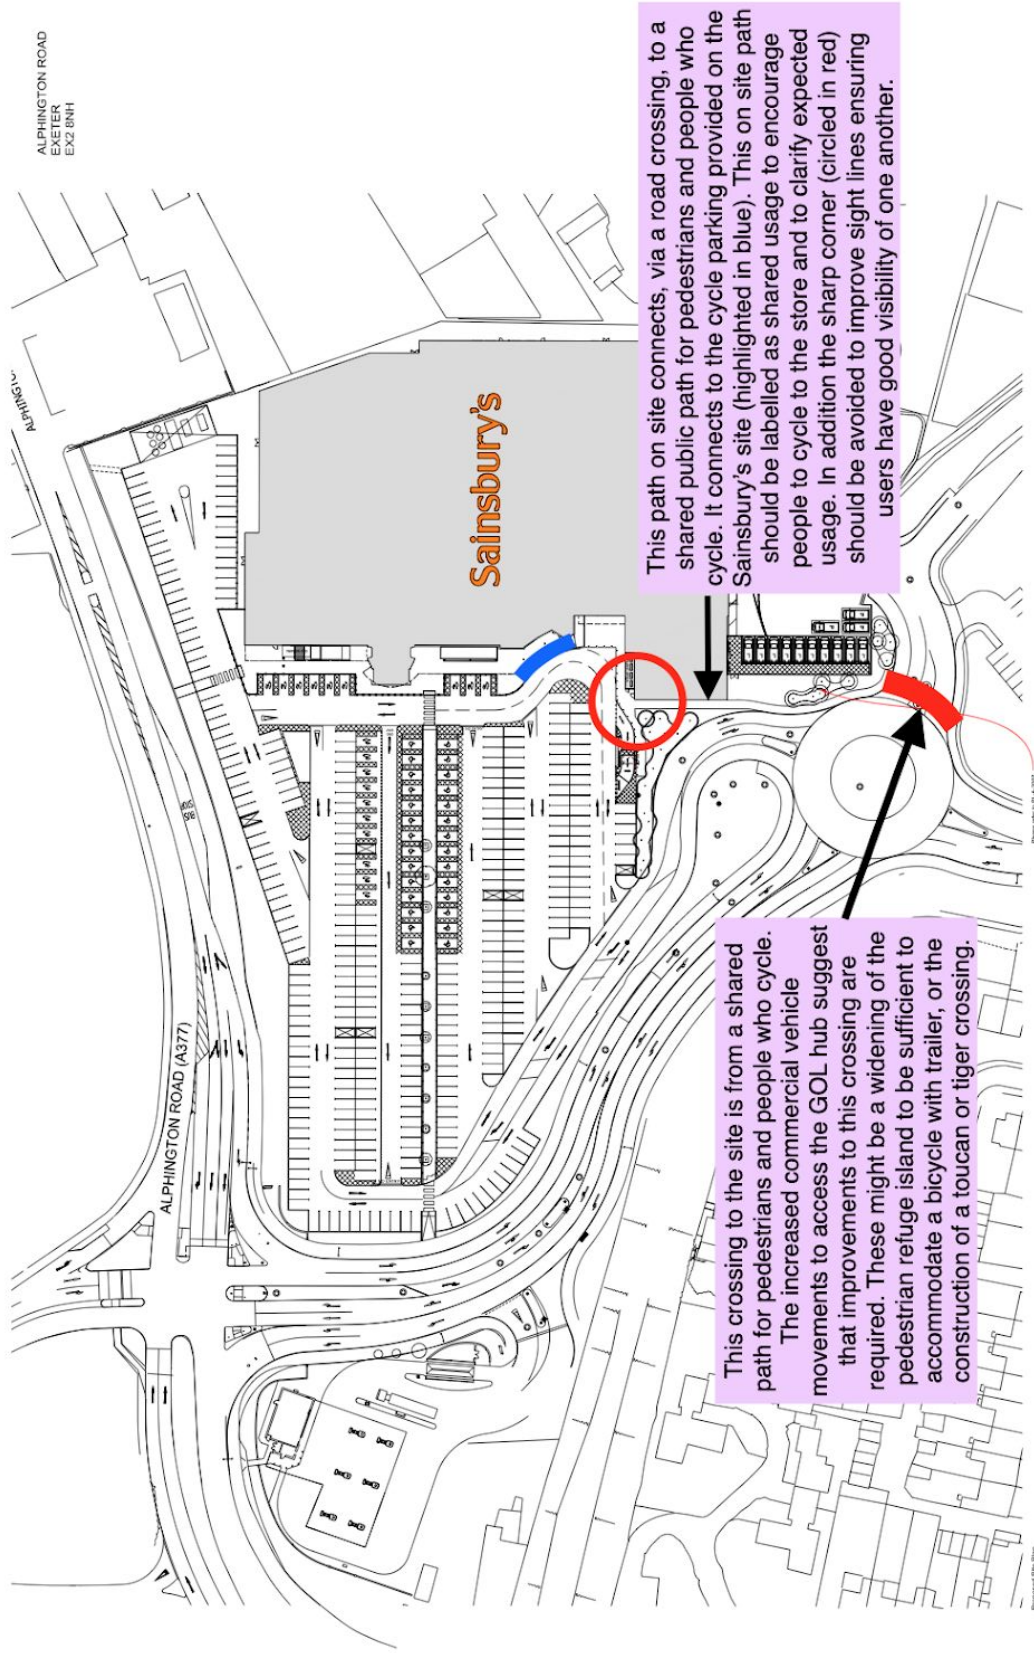 ALPHINGTON ROAD
EXETER
EX2 8NH
This path on site connects, via a road crossing, to a
shared public path for pedestrians and people who
cycle. It connects to the cycle parking provided on the
Sainsbury's site (highlighted in blue). This on site path
should be labelled as shared usage to encourage
people to cycle to the store and to clarify expected
usage. In addition the sharp corner (circled in red)
should be avoided to improve sight lines ensuring
users have good visibility of one another.
Sainsbury's
BUS
STOP
ALPHINGTON ROAD (A377)
This crossing to the site is from a shared
path for pedestrians and people who cycle.
The increased commercial vehicle
movements to access the GOL hub suggest
that improvements to this crossing are
required. These might be a widening of the
pedestrian refuge island to be sufficient to
accommodate a bicycle with trailer, or the
construction of a toucan or tiger crossing.